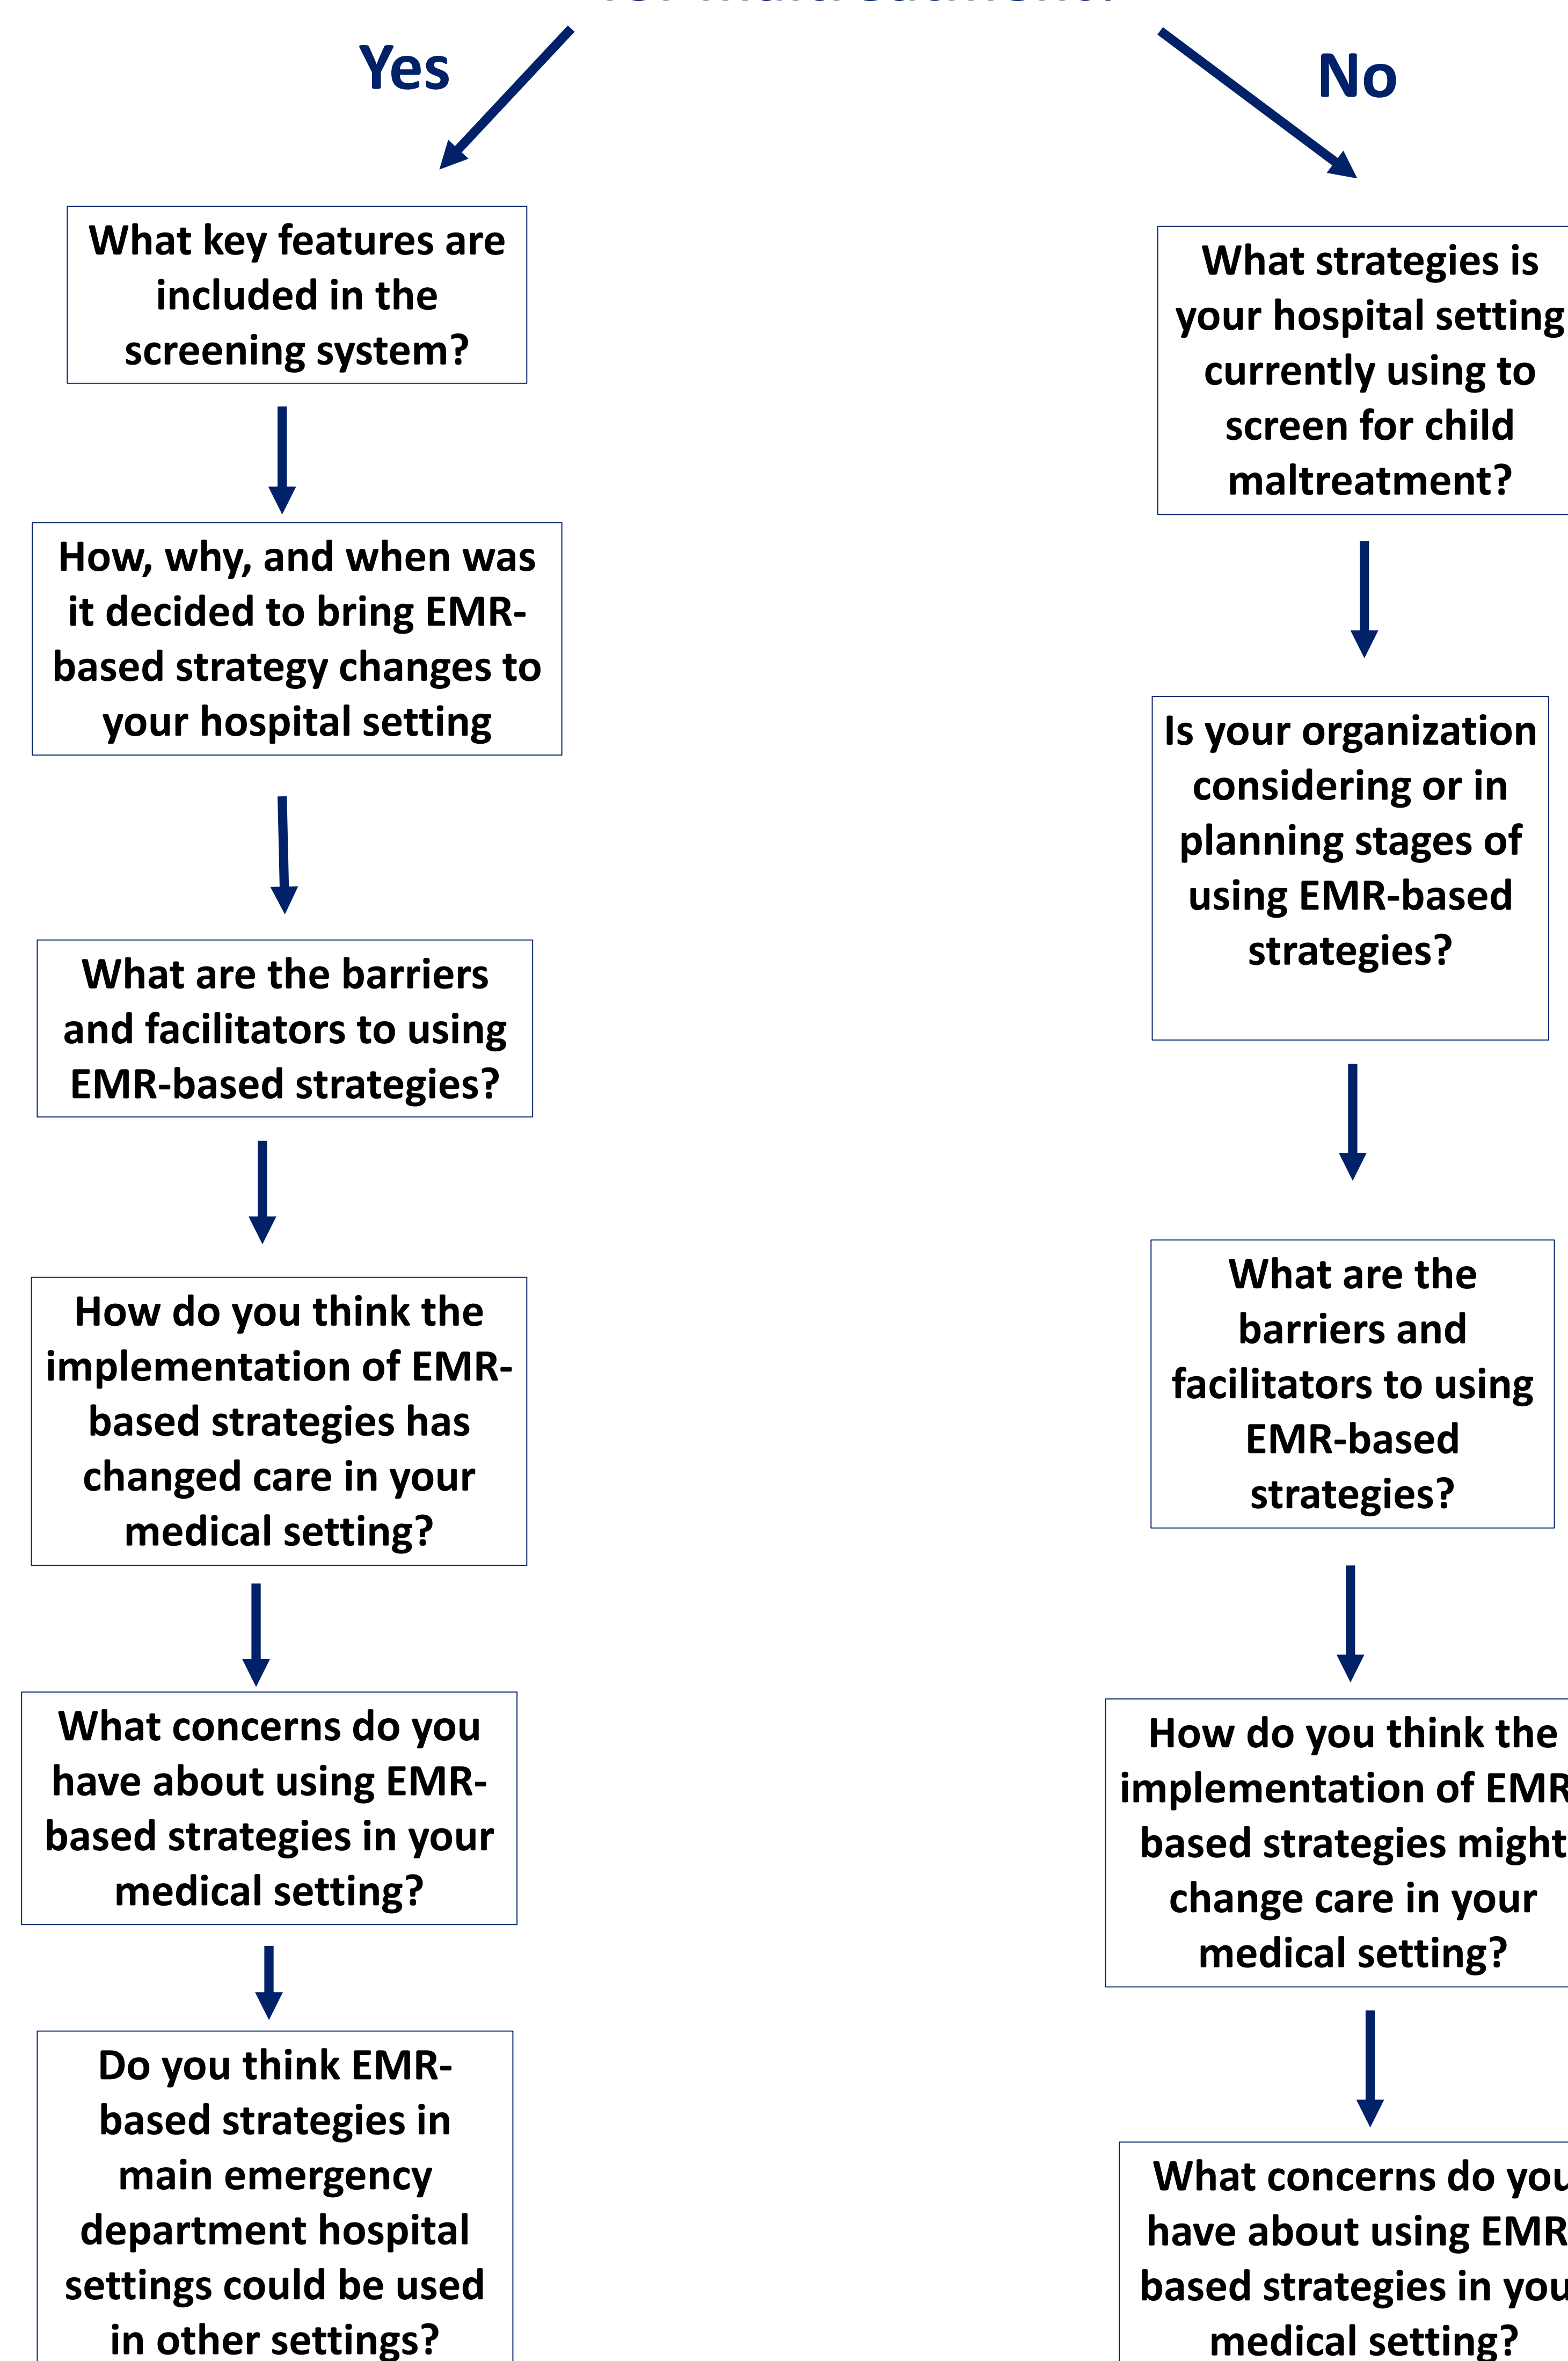 Yes
No
What key features are
included in the
screening system?
How, why, and when was
it decided to bring EMR-
based strategy changes to
your hospital setting
What are the barriers
and facilitators to using
EMR-based strategies?
How do you think the
implementation of EMR-
based strategies has
changed care in your
medical setting?
What concerns do you
have about using EMR-
based strategies in your
medical setting?
Do you think EMR-
based strategies in
main emergency
department hospital
settings could be used
in other settings?
What strategies is
your hospital setting
currently using to
screen for child
maltreatment?
Is your organization
considering or in
planning stages of
using EMR-based
strategies?
What are the
barriers and
facilitators to using
EMR-based
strategies?
How do you think the
implementation of EMR
based strategies might
change care in your
medical setting?
What concerns do you
have about using EMR
based strategies in you
medical setting?